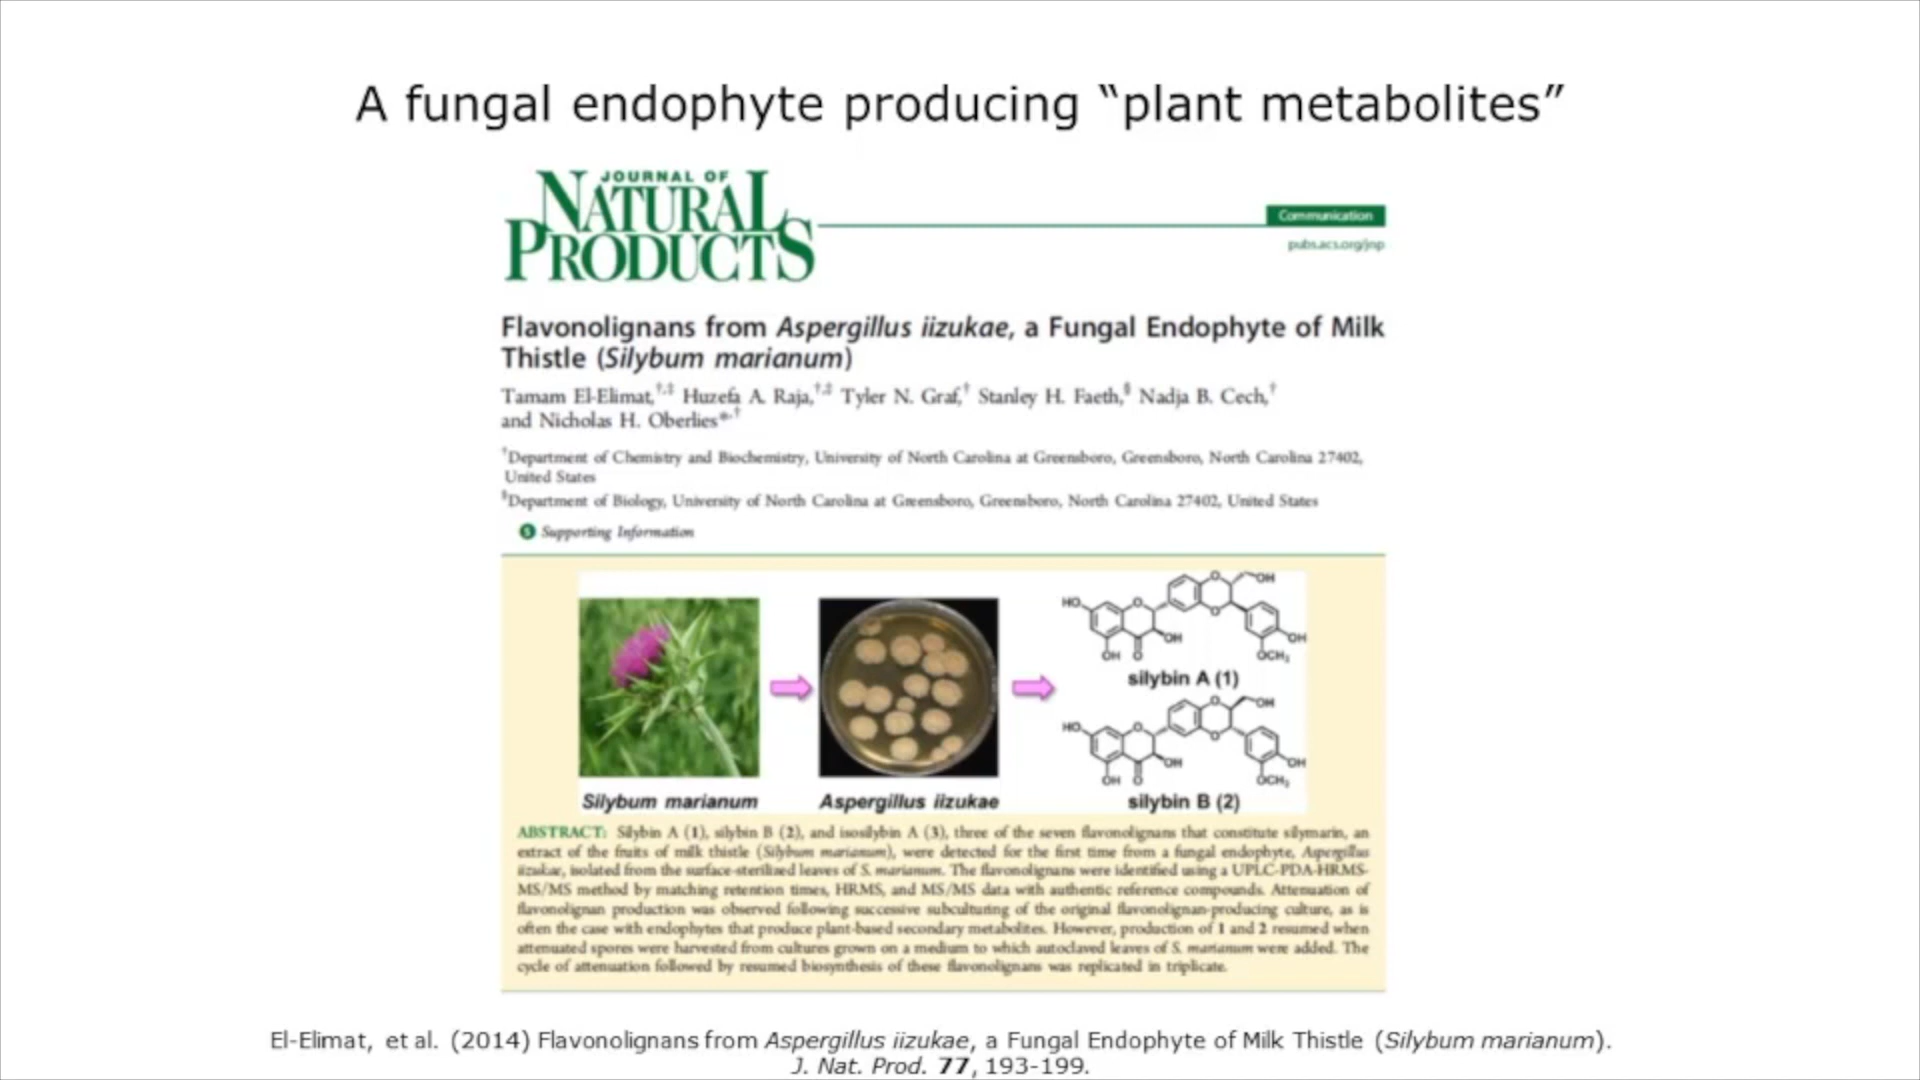 A fungal endophyte producing “plant metabolites”
JOURNAL OF
NATURAL
PRODUCTS
Communication
pubs.acs.org/jnp
Flavonolignans from Aspergillus iizukae, a Fungal Endophyte of Milk
Thistle (Silybum marianum)
Tamam El-Elimat,†,‡ Huzefa A. Raja,†,‡ Tyler N. Graf,† Stanley H. Faeth,§ Nadja B. Cech,†
and Nicholas H. Oberlies*,†
†Department of Chemistry and Biochemistry, University of North Carolina at Greensboro, Greensboro, North Carolina 27402,
United States
§Department of Biology, University of North Carolina at Greensboro, Greensboro, North Carolina 27402, United States
S Supporting Information
HO O O OH
O
OH OH
OH O OCH3
silybin A (1)
HO O O OH
O
OH OH
OH O OCH3
Silybum marianum Aspergillus iizukae silybin B (2)
ABSTRACT: Silybin A (1), silybin B (2), and isosilybin A (3), three of the seven flavonolignans that constitute silymarin, an
extract of the fruits of milk thistle (Silybum marianum), were detected for the first time from a fungal endophyte, Aspergillus
iizukae, isolated from the surface-sterilized leaves of S. marianum. The flavonolignans were identified using a UPLC-PDA-HRMS-
MS/MS method by matching retention times, HRMS, and MS/MS data with authentic reference compounds. Attenuation of
flavonolignan production was observed following successive subculturing of the original flavonolignan-producing culture, as is
often the case with endophytes that produce plant-based secondary metabolites. However, production of 1 and 2 resumed when
attenuated spores were harvested from cultures grown on a medium to which autoclaved leaves of S. marianum were added. The
cycle of attenuation followed by resumed biosynthesis of these flavonolignans was replicated in triplicate.
El-Elimat, et al. (2014) Flavonolignans from Aspergillus iizukae, a Fungal Endophyte of Milk Thistle (Silybum marianum).
J. Nat. Prod. 77, 193-199.